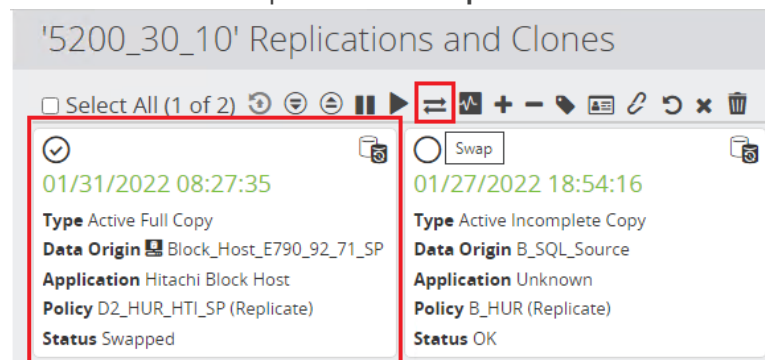 '5200_30_10' Replications and Clones
Select All (1 of 2)
Swap
01/31/2022 08:27:35
Type Active Full Copy
Data Origin Block_Host_E790_92_71_SP
Application Hitachi Block Host
Policy D2_HUR_HTI_SP (Replicate)
Status Swapped
01/27/2022 18:54:16
Type Active Incomplete Copy
Data Origin B_SQL_Source
Application Unknown
Policy B_HUR (Replicate)
Status OK